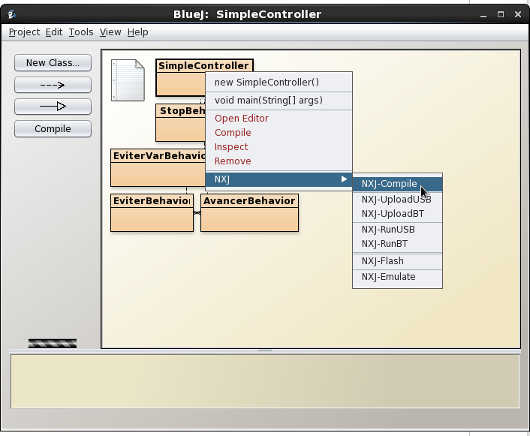 BlueJ: SimpleController
Project Edit Tools View Help
New Class...
Compile
SimpleController
StopBeh
EviterVarBehavio
EviterBehavior
AvancerBehavior
new SimpleController()
void main(String[] args)
Open Editor
Compile
Inspect
Remove
NXJ
NXJ-Compile
NXJ-UploadUSB
NXJ-UploadBT
NXJ-RunUSB
NXJ-RunBT
NXJ-Flash
NXJ-Emulate